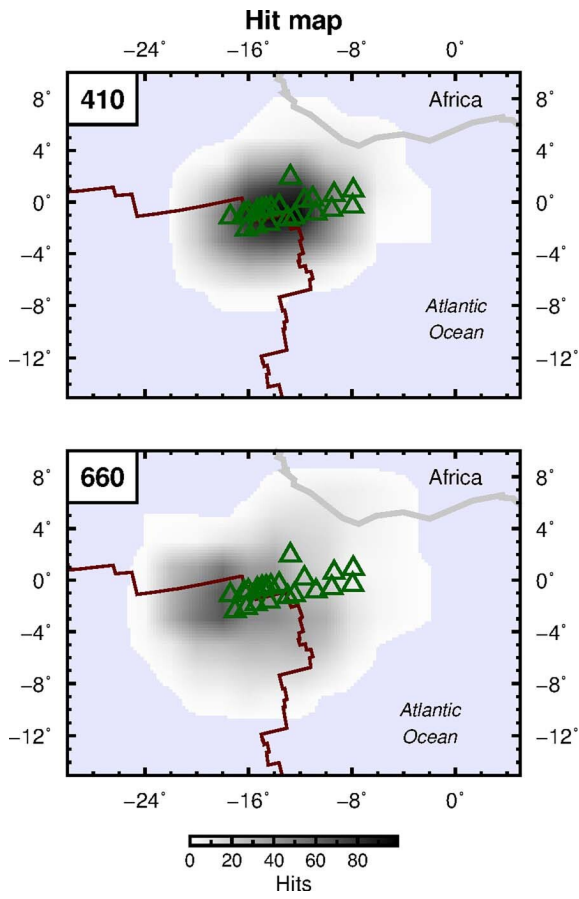 Hit map
−24˚ −16˚ −8˚ 0˚
410
Africa
8˚ 8˚
4˚ 4˚
0˚ 0˚
−4˚ −4˚
−8˚ −8˚
−12˚ −12˚
Atlantic
Ocean
660
Africa
8˚ 8˚
4˚ 4˚
0˚ 0˚
−4˚ −4˚
−8˚ −8˚
−12˚ −12˚
Atlantic
Ocean
−24˚ −16˚ −8˚ 0˚
0 20 40 60 80
Hits